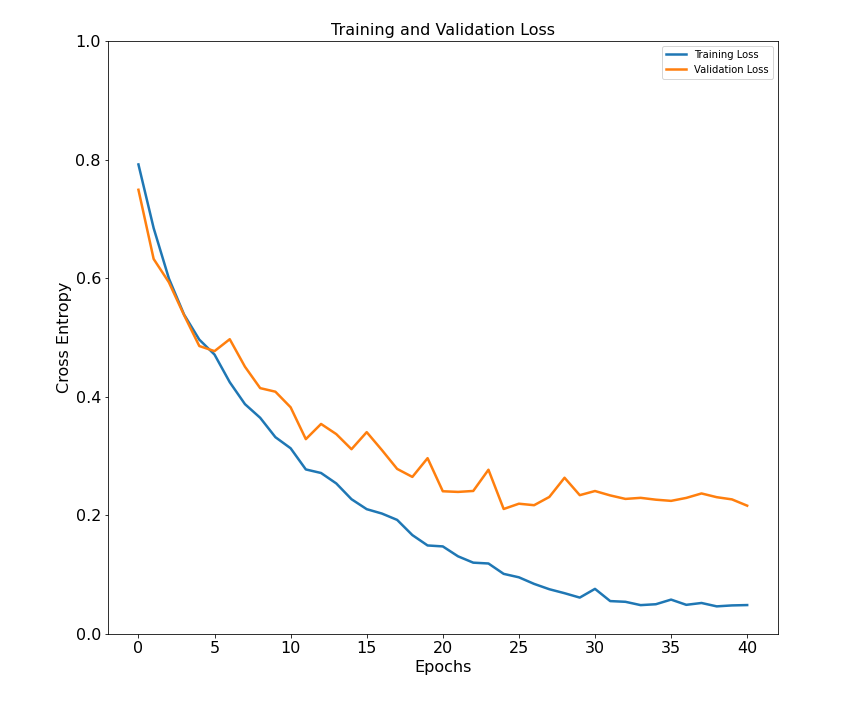 Training and Validation Loss
Training Loss
Validation Loss
1.0
0.8
0.6
0.4
0.2
0.0
Cross Entropy
0 5 10 15 20 25 30 35 40
Epochs